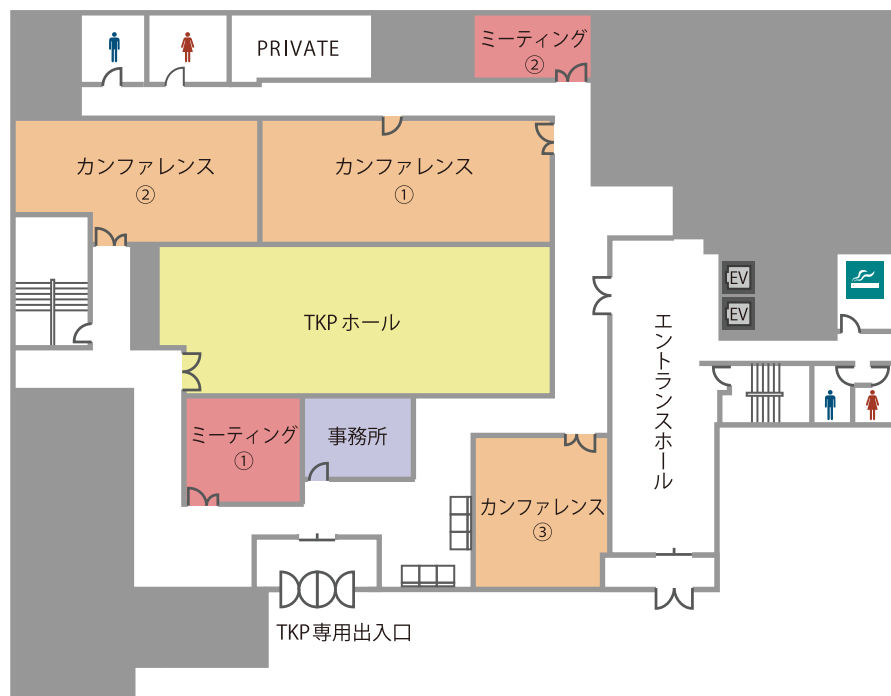 PRIVATE
ミーティング
②
カンファレンス
②
カンファレンス
①
EV
EV
TKP ホール
エントランスホール
ミーティング
①
事務所
カンファレンス
③
TKP 専用出入口